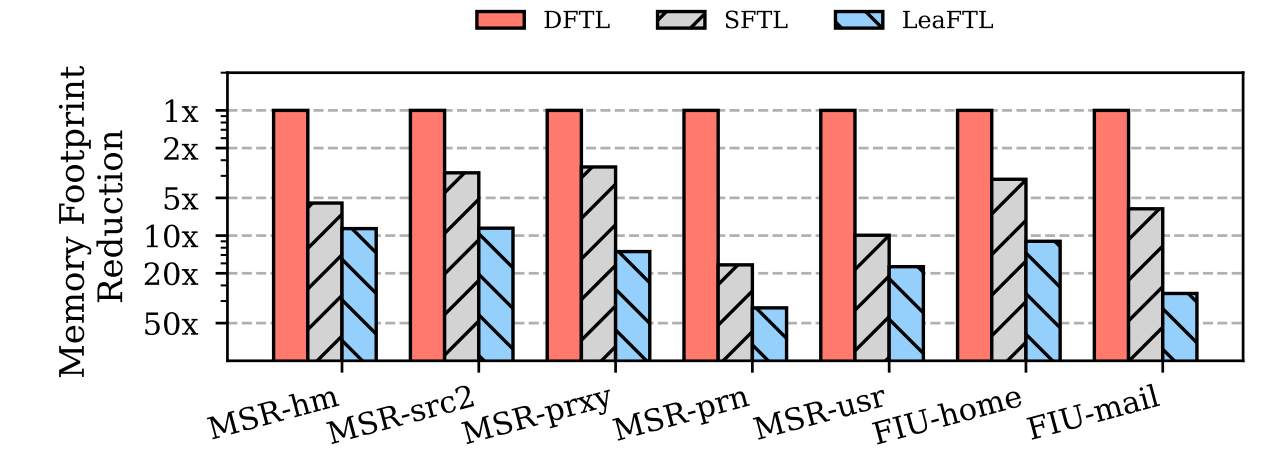 DFTL SFTL LeaFTL
Memory Footprint
Reduction
1x
2x
5x
10x
20x
50x
MSR-hm MSR-src2 MSR-prxy MSR-prn MSR-usr FIU-home FIU-mail